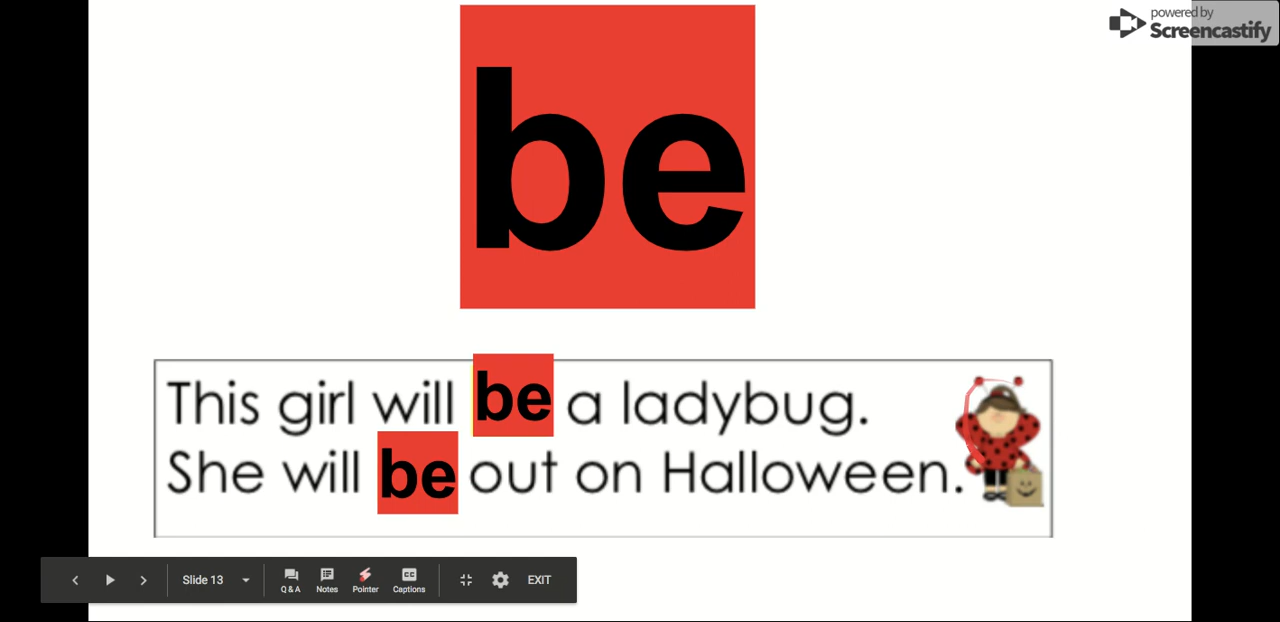 powered by
Screencastify
be
This girl will be a ladybug.
She will be out on Halloween.
Slide 13
Q & A
Notes
Pointer
CC
Captions
EXIT